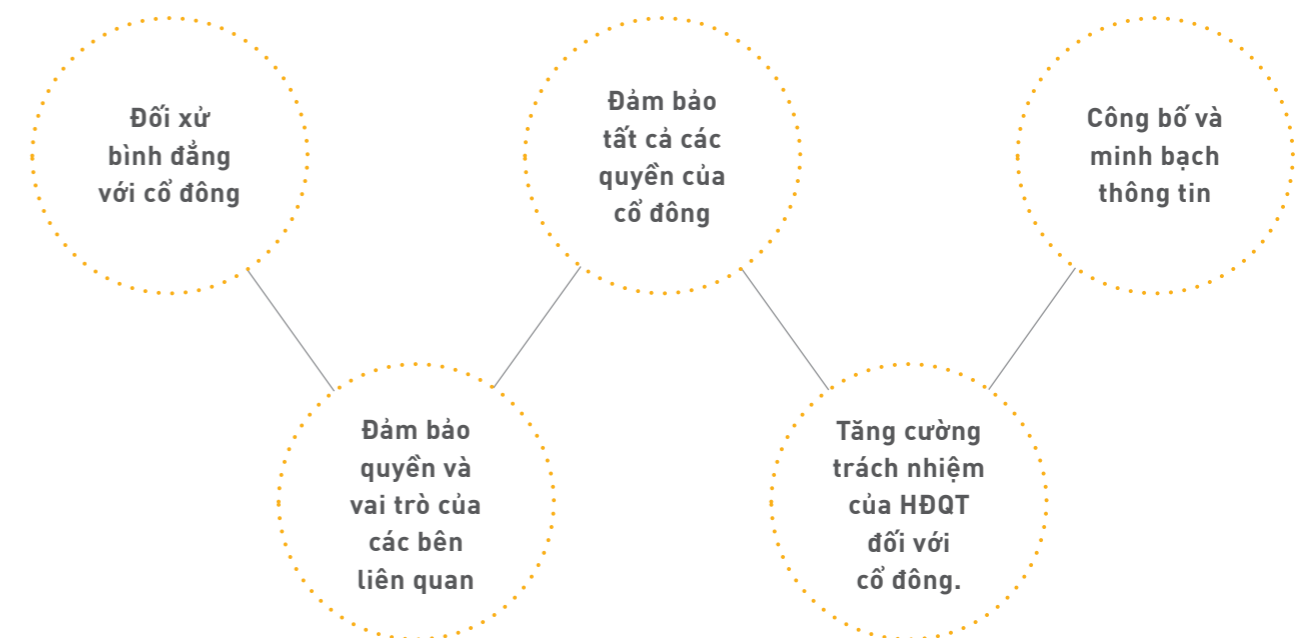 Đối xử
bình đẳng
với cổ đông
Đảm bảo
tất cả các
quyền của
cổ đông
Công bố và
minh bạch
thông tin
Đảm bảo
quyền và
vai trò của
các bên
liên quan
Tăng cường
trách nhiệm
của HĐQT
đối với
cổ đông.